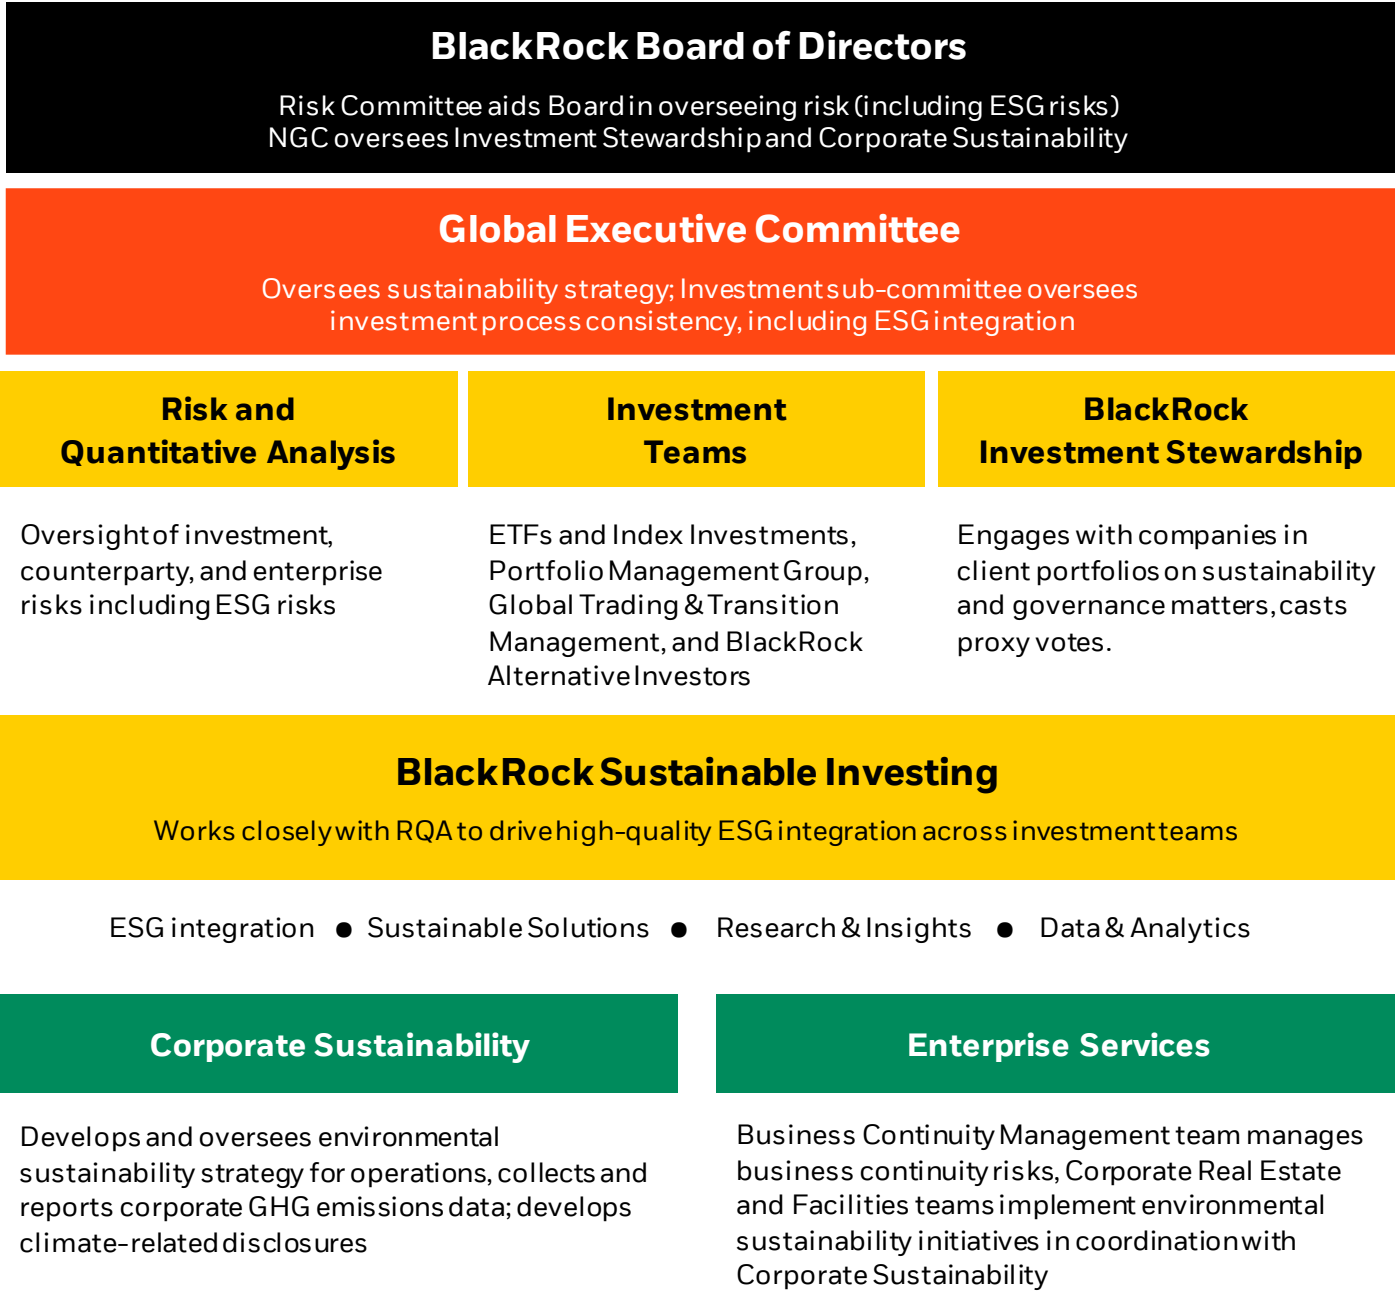 BlackRock Board of Directors
Risk Committee aids Board in overseeing risk (including ESG risks)
NGC oversees Investment Stewardship and Corporate Sustainability
Global Executive Committee
Oversees sustainability strategy; Investment sub-committee oversees
investment process consistency, including ESG integration
Risk and
Quantitative Analysis
Oversight of investment,
counterparty, and enterprise
risks including ESG risks
Investment
Teams
ETFs and Index Investments,
Portfolio Management Group,
Global Trading & Transition
Management, and BlackRock
Alternative Investors
BlackRock
Investment Stewardship
Engages with companies in
client portfolios on sustainability
and governance matters, casts
proxy votes.
BlackRock Sustainable Investing
Works closely with RQA to drive high-quality ESG integration across investment teams
ESG integration ● Sustainable Solutions ● Research & Insights ● Data & Analytics
Corporate Sustainability
Develops and oversees environmental
sustainability strategy for operations, collects and
reports corporate GHG emissions data; develops
climate-related disclosures
Enterprise Services
Business Continuity Management team manages
business continuity risks, Corporate Real Estate
and Facilities teams implement environmental
sustainability initiatives in coordination with
Corporate Sustainability